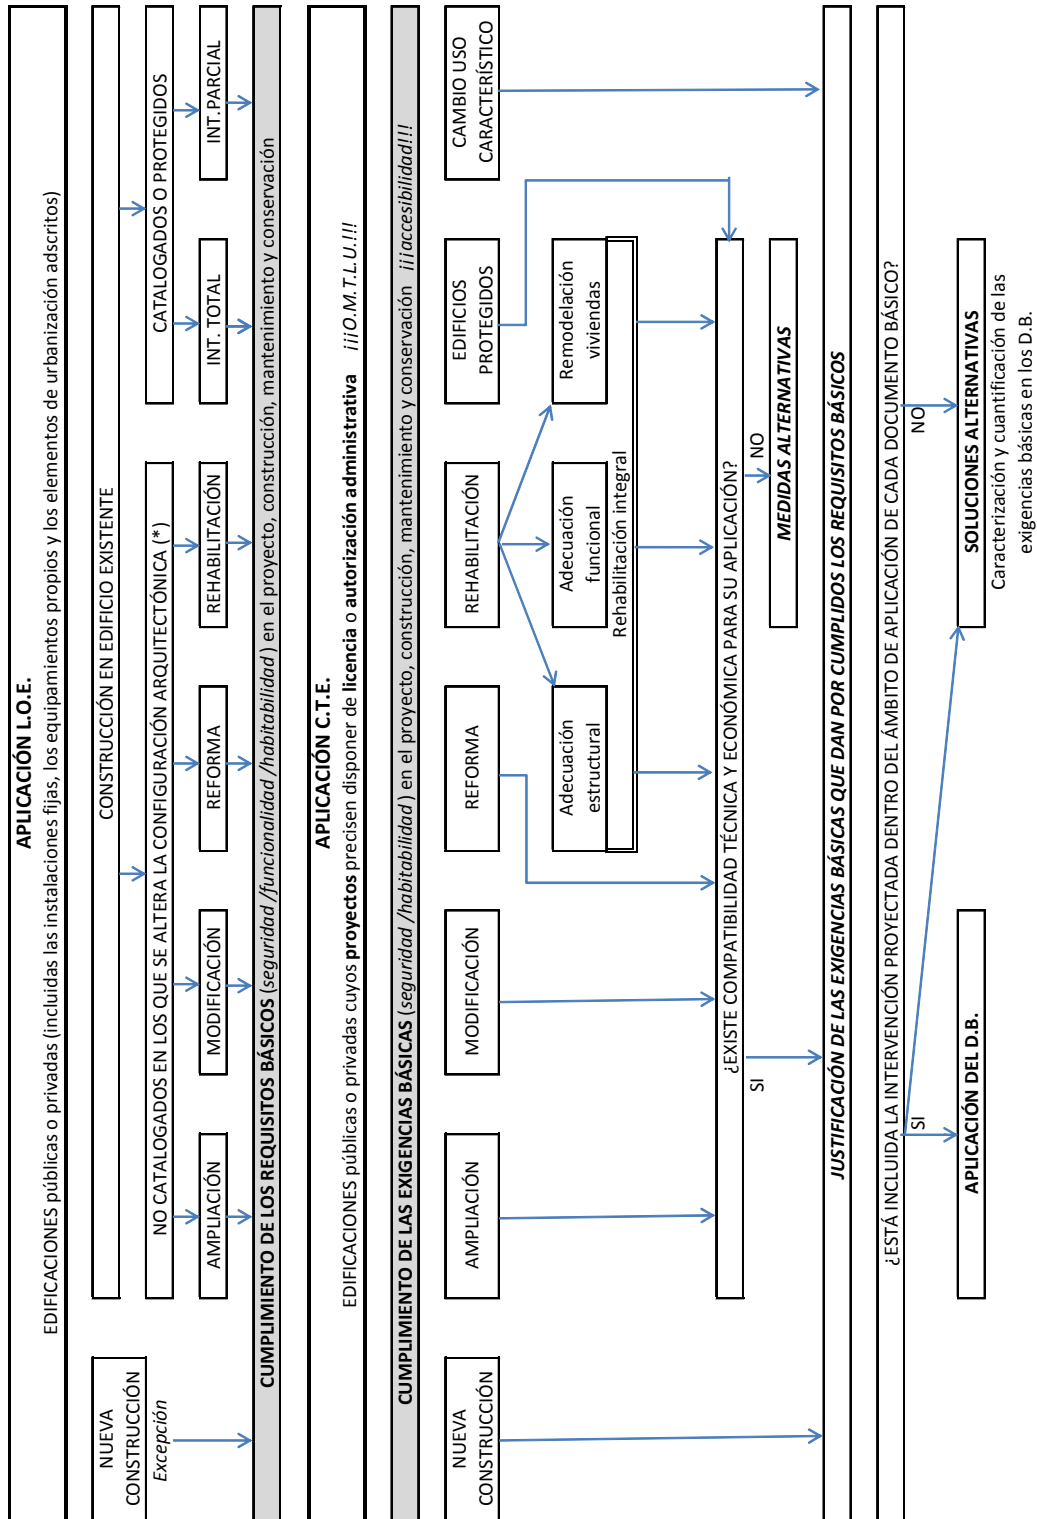 APLICACIÓN L.O.E.
EDIFICACIONES públicas o privadas (incluidas las instalaciones fijas, los equipamientos propios y los elementos de urbanización adscritos)
NUEVA
CONSTRUCCIÓN
Excepción
CONSTRUCCIÓN EN EDIFICIO EXISTENTE
NO CATALOGADOS EN LOS QUE SE ALTERA LA CONFIGURACIÓN ARQUITECTÓNICA (*)
CATALOGADOS O PROTEGIDOS
AMPLIACIÓN
MODIFICACIÓN
REFORMA
REHABILITACIÓN
INT. TOTAL
INT.PARCIAL
CUMPLIMIENTO DE LOS REQUISITOS BÁSICOS (seguridad /funcionalidad /habitabilidad ) en el proyecto, construcción, mantenimiento y conservación
APLICACIÓN C.T.E.
EDIFICACIONES públicas o privadas cuyos proyectos precisen disponer de licencia o autorización administrativa ¡¡¡O.M.T.L.U.!!!
CUMPLIMIENTO DE LAS EXIGENCIAS BÁSICAS (seguridad /habitabilidad ) en el proyecto, construcción, mantenimiento y conservación ¡¡¡accesibilidad!!!
NUEVA
CONSTRUCCIÓN
AMPLIACIÓN
MODIFICACIÓN
REFORMA
REHABILITACIÓN
EDIFICIOS
PROTEGIDOS
CAMBIO USO
CARACTERÍSTICO
Adecuación
estructural
Adecuación
funcional
Remodelación
viviendas
Rehabilitación integral
¿EXISTE COMPATIBILIDAD TÉCNICA Y ECONÓMICA PARA SU APLICACIÓN?
SI
NO
MEDIDAS ALTERNATIVAS
JUSTIFICACIÓN DE LAS EXIGENCIAS BÁSICAS QUE DAN POR CUMPLIDOS LOS REQUISITOS BÁSICOS
¿ESTÁ INCLUIDA LA INTERVENCIÓN PROYECTADA DENTRO DEL ÁMBITO DE APLICACIÓN DE CADA DOCUMENTO BÁSICO?
SI
NO
APLICACIÓN DEL D.B.
SOLUCIONES ALTERNATIVAS
Caracterización y cuantificación de las
exigencias básicas en los D.B.